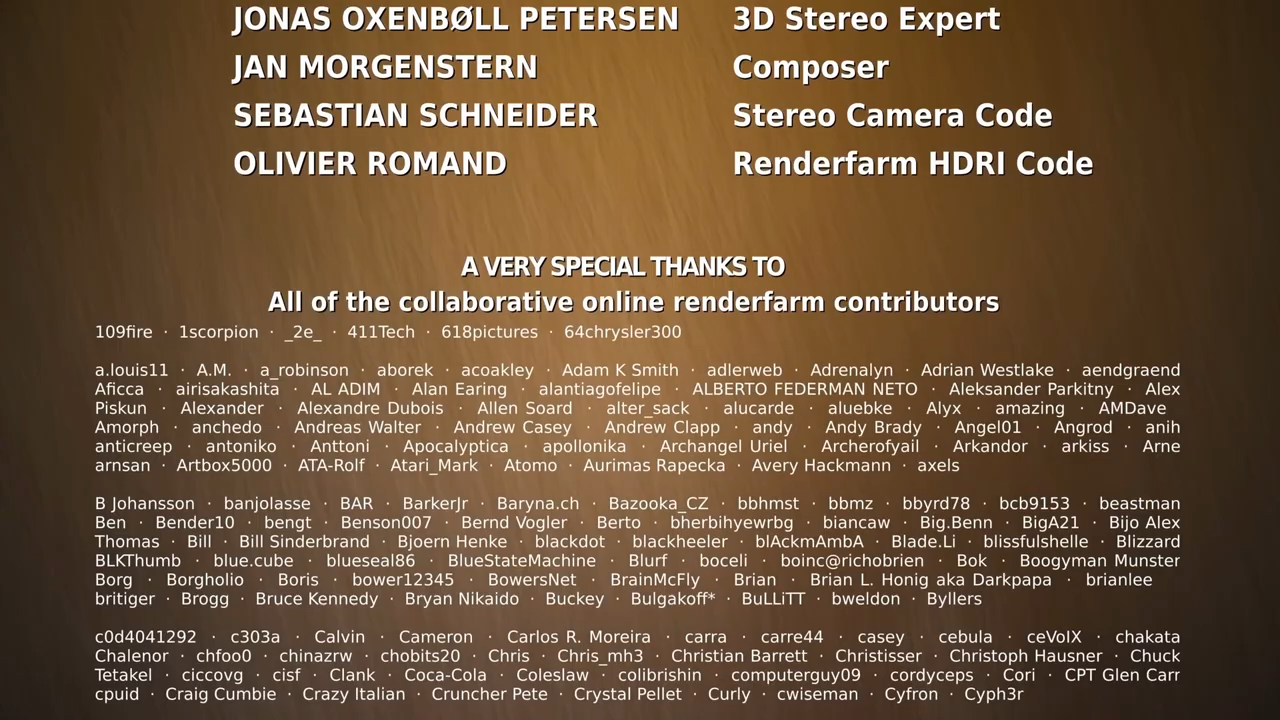 JONAS OXENBØLL PETERSEN 3D Stereo Expert
JAN MORGENSTERN Composer
SEBASTIAN SCHNEIDER Stereo Camera Code
OLIVIER ROMAND Renderfarm HDRI Code
A VERY SPECIAL THANKS TO
All of the collaborative online renderfarm contributors
109fire · 1scorpion · _2e_ · 411Tech · 618pictures · 64chrysler300
a.louis11 · A.M. · a_robinson · aborek · acoakley · Adam K Smith · adlerweb · Adrenalyn · Adrian Westlake · aendgraend
Aficca · airisakashita · AL ADIM · Alan Earing · alantiagofelipe · ALBERTO FEDERMAN NETO · Aleksander Parkitny · Alex
Piskun · Alexander · Alexandre Dubois · Allen Soard · alter_sack · alucarde · aluebke · Alyx · amazing · AMDave
Amorph · anchedo · Andreas Walter · Andrew Casey · Andrew Clapp · andy · Andy Brady · Angel01 · Angrod · anih
anticreep · antoniko · Anttoni · Apocalyptica · apollonika · Archangel Uriel · Archerofyail · Arkandor · arkiss · Arne
arnsan · Artbox5000 · ATA-Rolf · Atari_Mark · Atomo · Aurimas Rapecka · Avery Hackmann · axels
B Johansson · banjolasse · BAR · BarkerJr · Baryna.ch · Bazooka_CZ · bbhmst · bbmz · bbyrd78 · bcb9153 · beastman
Ben · Bender10 · bengt · Benson007 · Bernd Vogler · Berto · bherbihyewrbg · biancaw · Big.Benn · BigA21 · Bijo Alex
Thomas · Bill · Bill Sinderbrand · Bjoern Henke · blackdot · blackheeler · blAckmAmbA · Blade.Li · blissfulshelle · Blizzard
BLKThumb · blue.cube · blueseal86 · BlueStateMachine · Blurf · boceli · boinc@richobrien · Bok · Boogyman Munster
Borg · Borgholio · Boris · bower12345 · BowersNet · BrainMcFly · Brian · Brian L. Honig aka Darkpapa · brianlee
britiger · Brogg · Bruce Kennedy · Bryan Nikaido · Buckey · Bulgakoff* · BuLLiTT · bweldon · Byllers
c0d4041292 · c303a · Calvin · Cameron · Carlos R. Moreira · carra · carre44 · casey · cebula · ceVoIX · chakata
Chalenor · chfoo0 · chinazrw · chobits20 · Chris · Chris_mh3 · Christian Barrett · Christisser · Christoph Hausner · Chuck
Tetakel · ciccovg · cisf · Clank · Coca-Cola · Coleslaw · colibrishin · computerguy09 · cordyceps · Cori · CPT Glen Carr
cpuid · Craig Cumbie · Crazy Italian · Cruncher Pete · Crystal Pellet · Curly · cwiseman · Cyfron · Cyph3r